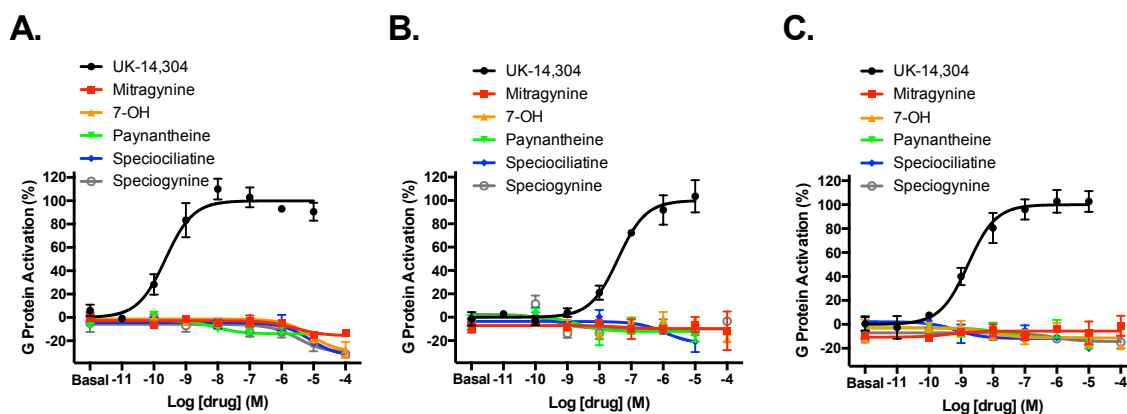 A.
UK-14,304
Mitragynine
7-OH
Paynantheine
Speciociliatine
Speciogynine
G Protein Activation (%)
120
100
80
60
40
20
0
-20
Basal -11 -10 -9 -8 -7 -6 -5 -4
Log [drug] (M)
B.
UK-14,304
Mitragynine
7-OH
Paynantheine
Speciociliatine
Speciogynine
G Protein Activation (%)
120
100
80
60
40
20
0
-20
Basal -11 -10 -9 -8 -7 -6 -5 -4
Log [drug] (M)
C.
UK-14,304
Mitragynine
7-OH
Paynantheine
Speciociliatine
Speciogynine
G Protein Activation (%)
120
100
80
60
40
20
0
-20
Basal -11 -10 -9 -8 -7 -6 -5 -4
Log [drug] (M)